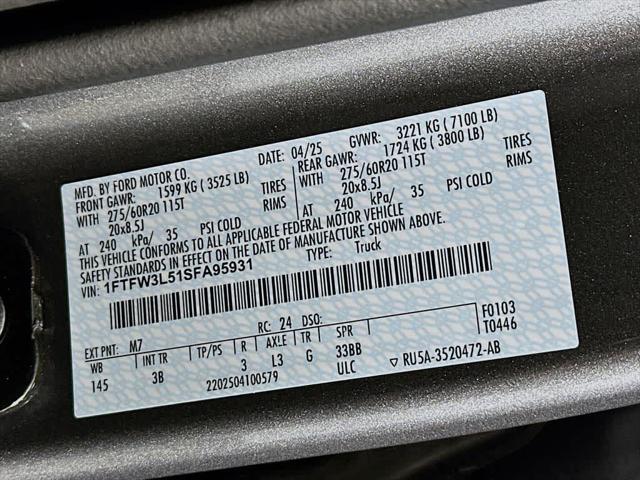 MFD. BY FORD MOTOR CO. DATE: 04/25 GVWR: 3221 KG ( 7100 LB)
FRONT GAWR: 1599 KG ( 3525 LB) REAR GAWR: 1724 KG ( 3800 LB)
WITH 275/60R20 115T TIRES WITH 275/60R20 115T TIRES
20x8.5J RIMS 20x8.5J RIMS
AT 240 kPa/ 35 PSI COLD AT 240 kPa/ 35 PSI COLD
THIS VEHICLE CONFORMS TO ALL APPLICABLE FEDERAL MOTOR VEHICLE
SAFETY STANDARDS IN EFFECT ON THE DATE OF MANUFACTURE SHOWN ABOVE.
VIN: 1FTFW3L51SFA95931 TYPE: Truck
F0103
T0446
EXT PNT: M7 RC: 24 DSO:
WB INT TR TP/PS R AXLE TR SPR
145 3B 3 L3 G 33BB
2202504100579 ULC ▽ RU5A-3520472-AB